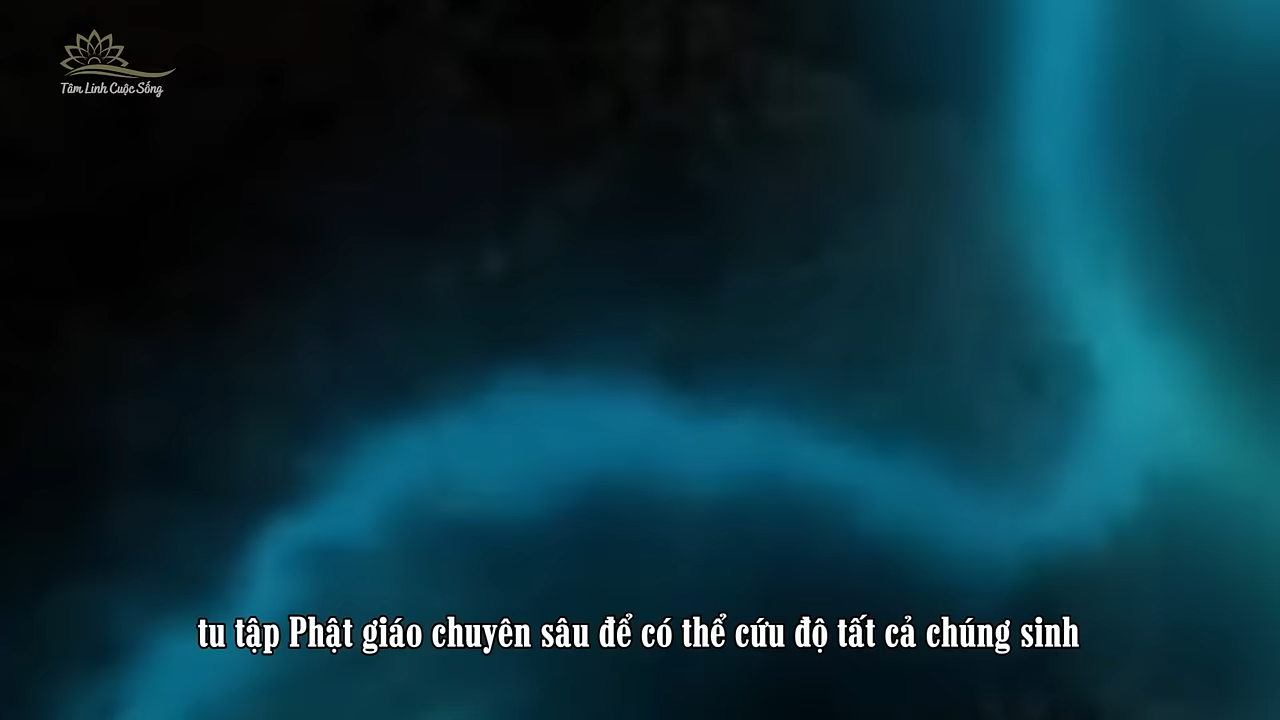 Tâm Linh Cuộc Sống
tu tập Phật giáo chuyên sâu để có thể cứu độ tất cả chúng sinh